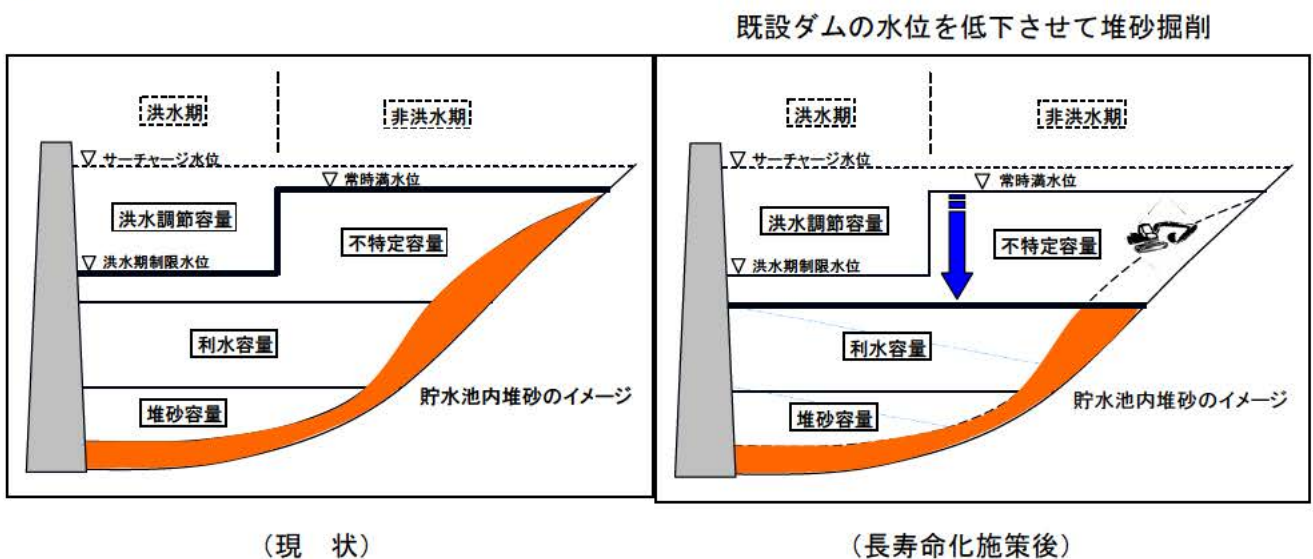 既設ダムの水位を低下させて堆砂掘削
洪水期
非洪水期
▽ サーチャージ水位
▽ 常時満水位
洪水調節容量
不特定容量
▽ 洪水期制限水位
利水容量
堆砂容量
貯水池内堆砂のイメージ
(現 状)
洪水期
非洪水期
▽ サーチャージ水位
▽ 常時満水位
洪水調節容量
不特定容量
▽ 洪水期制限水位
利水容量
堆砂容量
貯水池内堆砂のイメージ
(長寿命化施策後)